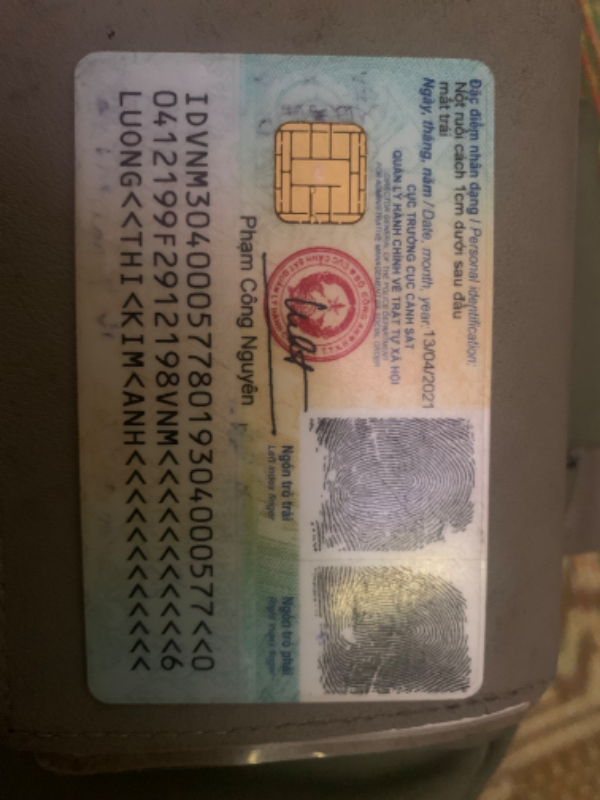 Đặc điểm nhân dạng / Personal identification:
Nốt ruồi cách 1cm dưới sau đầu
mắt trái
Ngày, tháng, năm / Date, month, year: 13/04/2021
CỤC TRƯỞNG CỤC CẢNH SÁT
QUẢN LÝ HÀNH CHÍNH VỀ TRẬT TỰ XÃ HỘI
DIRECTOR GENERAL OF THE POLICE DEPARTMENT
FOR ADMINISTRATIVE MANAGEMENT OF SOCIAL ORDER
Phạm Công Nguyên
Ngón trỏ trái
Left index finger
Ngón trỏ phải
Right index finger
IDVNM3040005778019304000577<<0
0412199F2912198VNM<<<<<<<<<<<6
LUONG<<THI<KIM<ANH<<<<<<<<<<<<